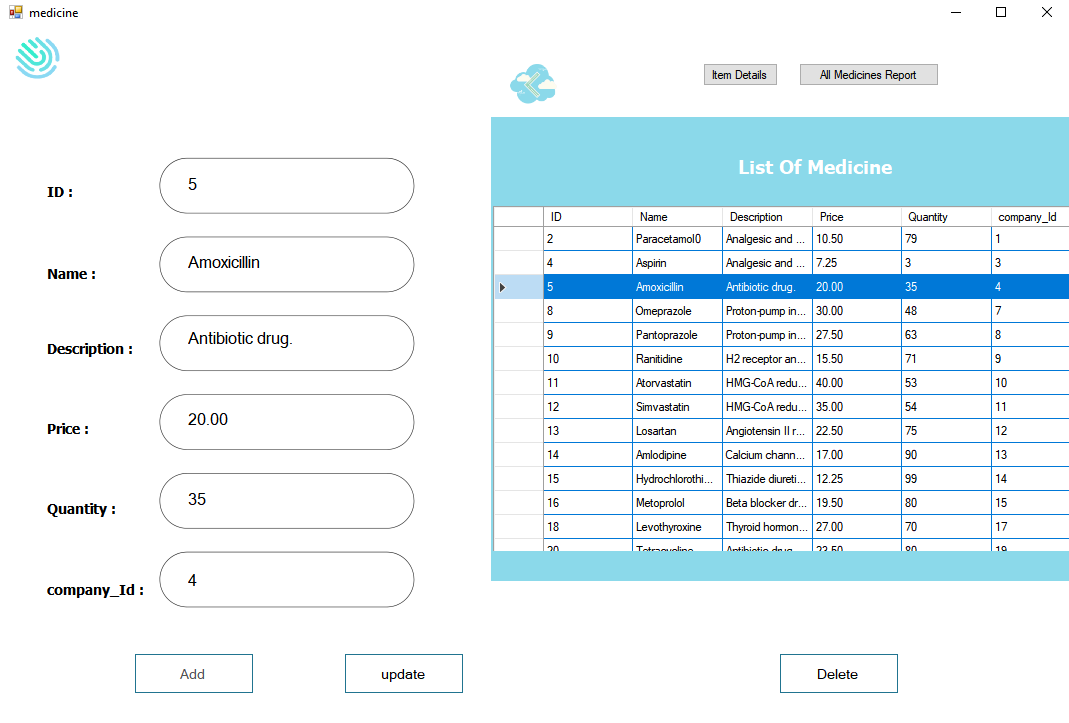 medicine
Item Details All Medicines Report
ID : 5
Name : Amoxicillin
Description : Antibiotic drug.
Price : 20.00
Quantity : 35
company_Id : 4
List Of Medicine
ID Name Description Price Quantity company_Id
2 Paracetamol0 Analgesic and ... 10.50 79 1
4 Aspirin Analgesic and ... 7.25 3 3
5 Amoxicillin Antibiotic drug. 20.00 35 4
8 Omeprazole Proton-pump in... 30.00 48 7
9 Pantoprazole Proton-pump in... 27.50 63 8
10 Ranitidine H2 receptor an... 15.50 71 9
11 Atorvastatin HMG-CoA redu... 40.00 53 10
12 Simvastatin HMG-CoA redu... 35.00 54 11
13 Losartan Angiotensin II r... 22.50 75 12
14 Amlodipine Calcium chann... 17.00 90 13
15 Hydrochlorothi... Thiazide diureti... 12.25 99 14
16 Metoprolol Beta blocker dr... 19.50 80 15
18 Levothyroxine Thyroid hormon... 27.00 70 17
20 Tetracycline Antibiotic drug. 23.50 80 19
Add update Delete